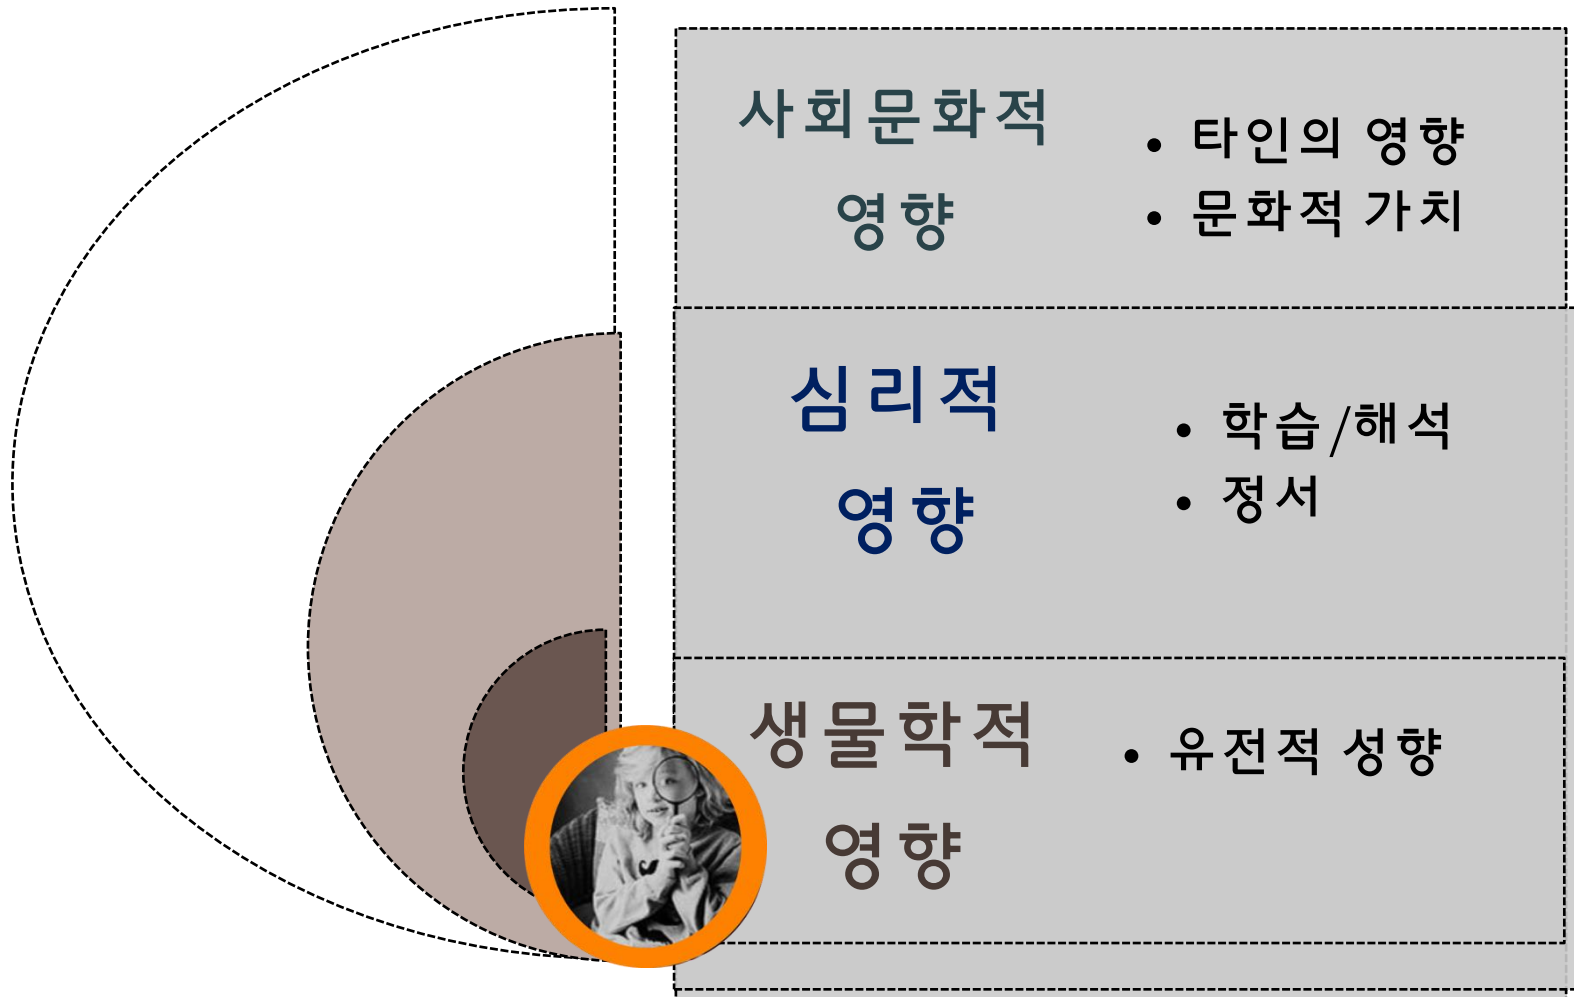 사회문화적
영향
• 타인의 영향
• 문화적 가치
심리적
영향
• 학습/해석
• 정서
생물학적
영향
• 유전적 성향